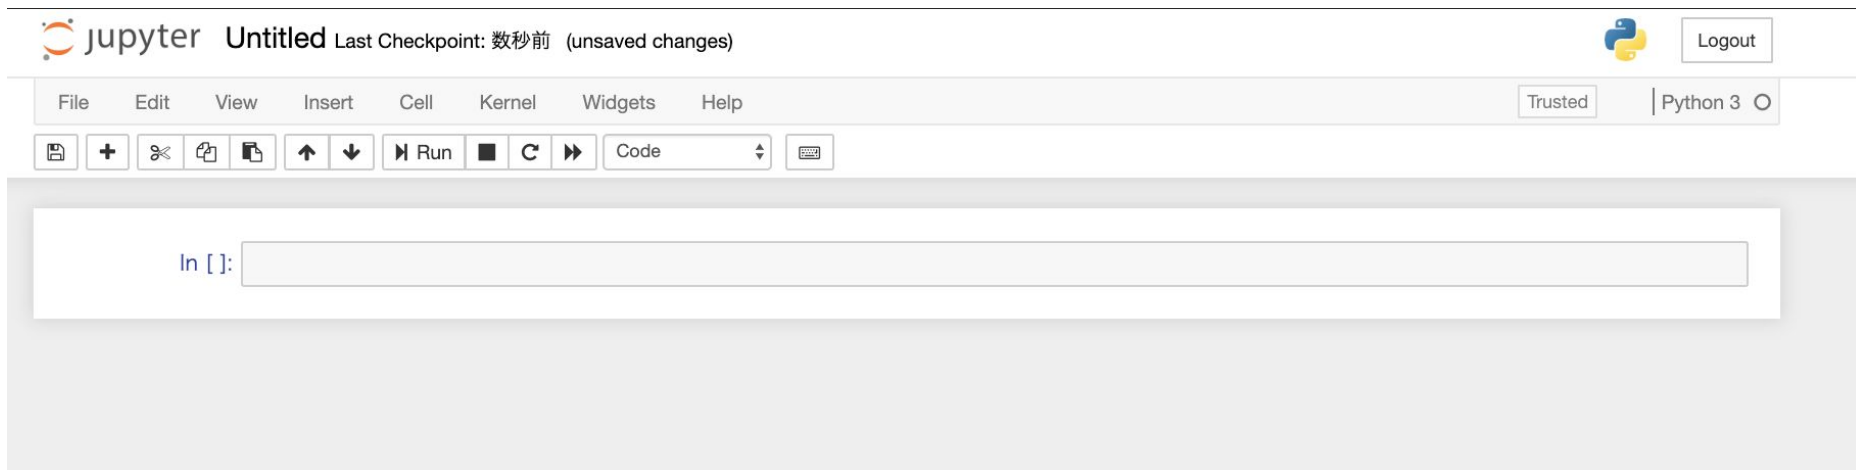 jupyter Untitled Last Checkpoint: 数秒前 (unsaved changes) Logout
File Edit View Insert Cell Kernel Widgets Help Trusted Python 3
Run Code
In [ ]: